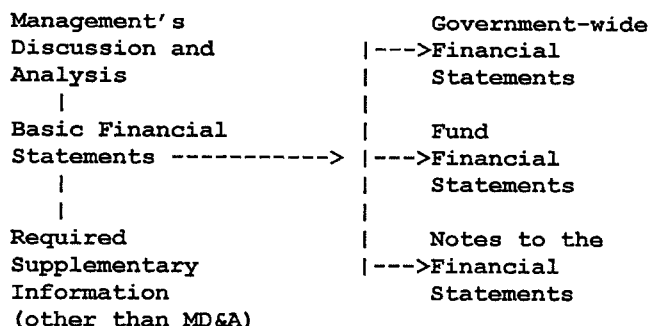 Management's
Discussion and
Analysis
Basic Financial
Statements
Required
Supplementary
Information
(other than MD&A)
Government-wide
Financial
Statements
Fund
Financial
Statements
Notes to the
Financial
Statements